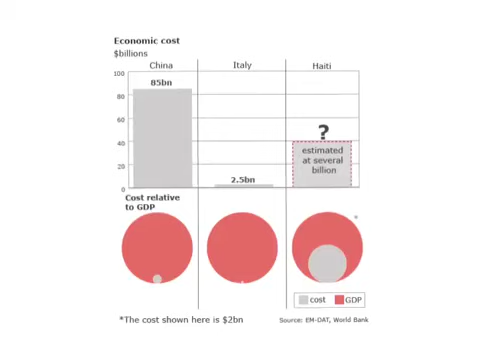 Economic cost
$billions
China
Italy
Haiti
100
80
60
40
20
0
85bn
2.5bn
?
estimated
at several
billion
Cost relative
to GDP
*
cost
GDP
*The cost shown here is $2bn
Source: EM-DAT, World Bank